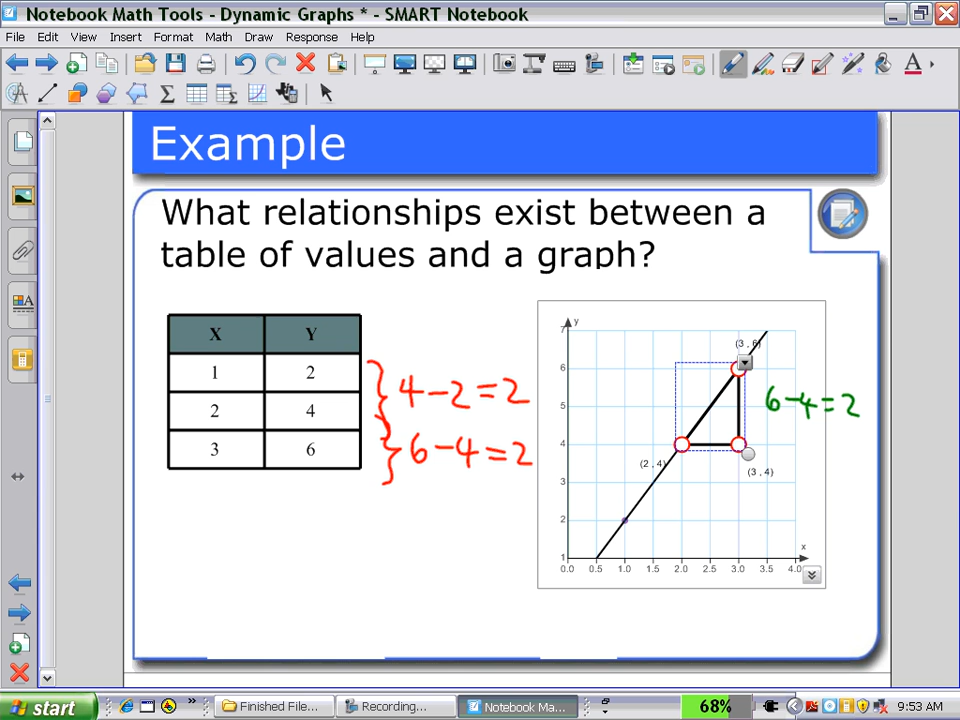 Notebook Math Tools - Dynamic Graphs * - SMART Notebook
File Edit View Insert Format Math Draw Response Help
Example
What relationships exist between a
table of values and a graph?
X Y
1 2
2 4
3 6
4-2=2
6-4=2
y
7
6
5
4
3
2
1
0.0 0.5 1.0 1.5 2.0 2.5 3.0 3.5 4.0
x
(3 , 6)
(2 , 4)
(3 , 4)
6-4=2
start
Finished File...
Recording...
Notebook Ma...
68%
9:53 AM